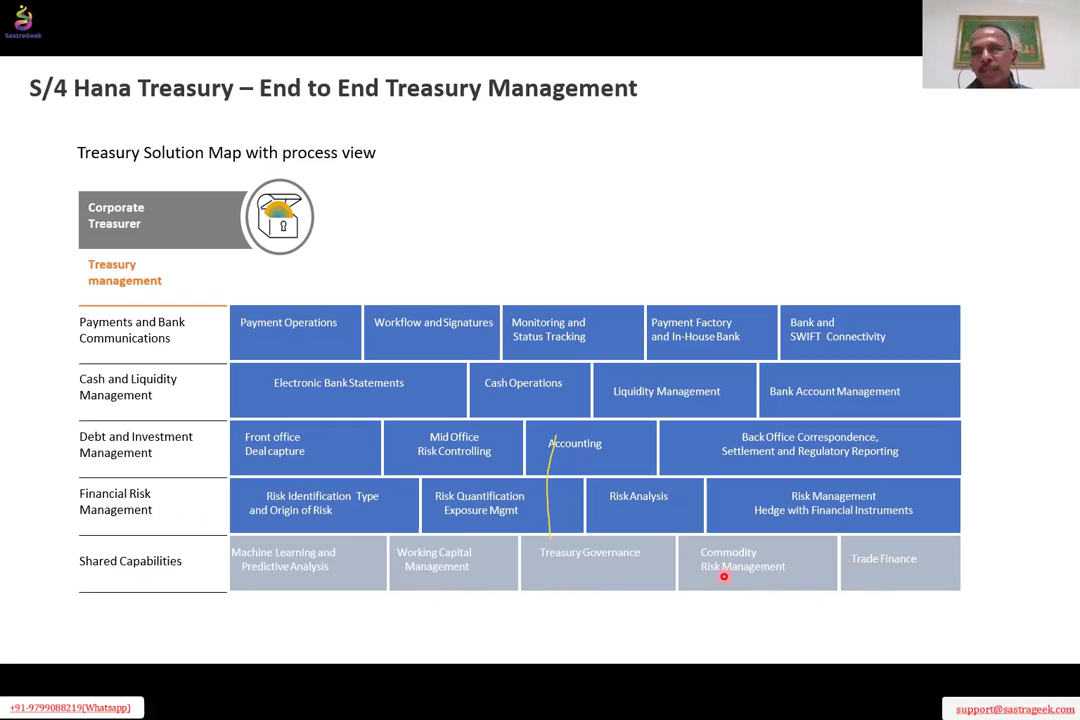 SastraGeek
S/4 Hana Treasury – End to End Treasury Management
Treasury Solution Map with process view
Corporate
Treasurer
Treasury
management
Payments and Bank
Communications
Payment Operations
Workflow and Signatures
Monitoring and
Status Tracking
Payment Factory
and In-House Bank
Bank and
SWIFT Connectivity
Cash and Liquidity
Management
Electronic Bank Statements
Cash Operations
Liquidity Management
Bank Account Management
Debt and Investment
Management
Front office
Deal capture
Mid Office
Risk Controlling
Accounting
Back Office Correspondence,
Settlement and Regulatory Reporting
Financial Risk
Management
Risk Identification Type
and Origin of Risk
Risk Quantification
Exposure Mgmt
Risk Analysis
Risk Management
Hedge with Financial Instruments
Shared Capabilities
Machine Learning and
Predictive Analysis
Working Capital
Management
Treasury Governance
Commodity
Risk Management
Trade Finance
+91-9799088219(Whatsapp)
support@sastrageek.com